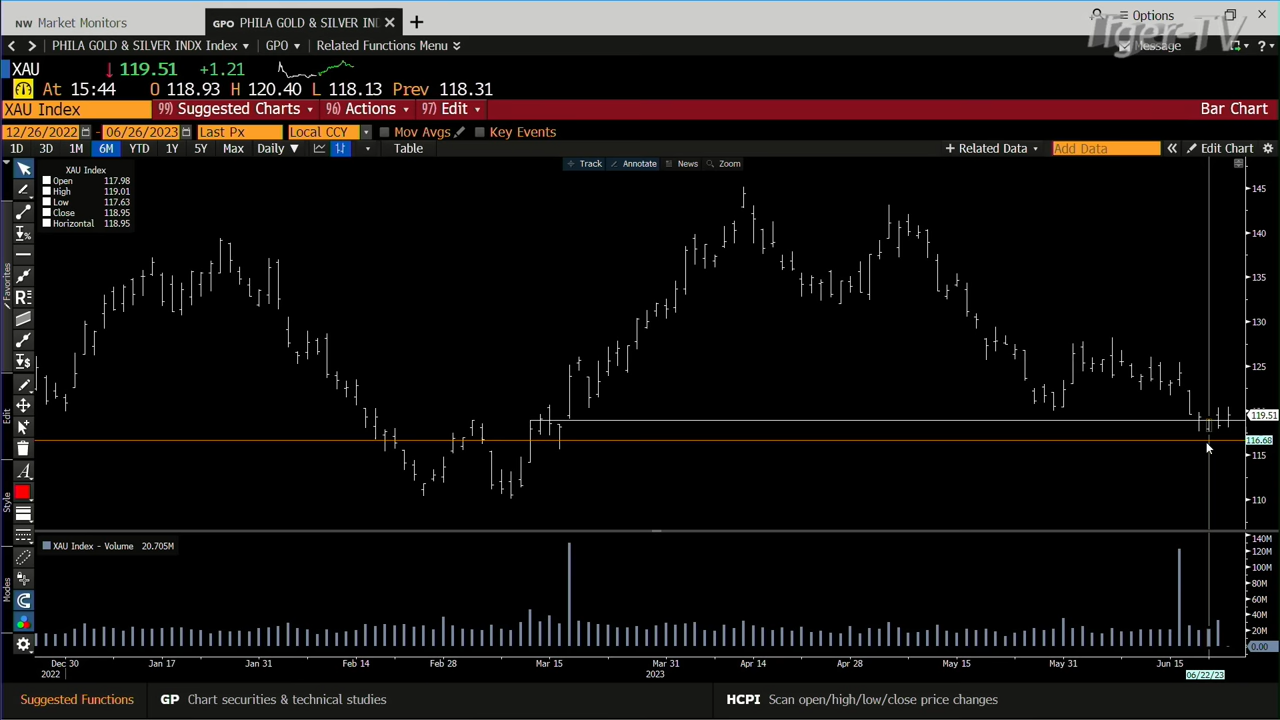 NW Market Monitors
GPO PHILA GOLD & SILVER IN
Options
Tiger-TV
PHILA GOLD & SILVER INDX Index GPO Related Functions Menu
Message
XAU 119.51 +1.21
At 15:44 O 118.93 H 120.40 L 118.13 Prev 118.31
XAU Index 99) Suggested Charts 96) Actions 97) Edit Bar Chart
12/26/2022 - 06/26/2023 Last Px Local CCY Mov Avgs Key Events
1D 3D 1M 6M YTD 1Y 5Y Max Daily Table + Related Data Add Data Edit Chart
Track Annotate News Zoom
XAU Index
Open 117.98
High 119.01
Low 117.63
Close 118.95
Horizontal 118.95
Favorites
Edit
Style
Modes
145
140
135
130
125
119.51
116.68
115
110
XAU Index - Volume 20.705M
140M
120M
100M
80M
60M
40M
20M
0.00
Dec 30 Jan 17 Jan 31 Feb 14 Feb 28 Mar 15 Mar 31 Apr 14 Apr 28 May 15 May 31 Jun 15
2022 2023 06/22/23
Suggested Functions GP Chart securities & technical studies HCPI Scan open/high/low/close price changes